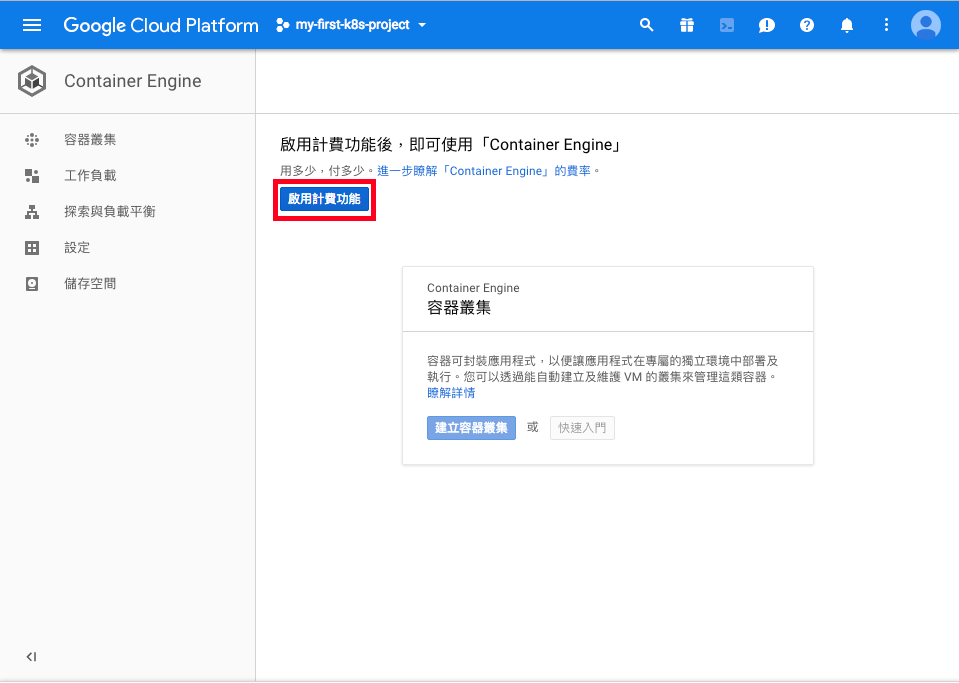 Google Cloud Platform my-first-k8s-project
Container Engine
容器叢集
工作負載
探索與負載平衡
設定
儲存空間
啟用計費功能後，即可使用「Container Engine」
用多少，付多少。進一步瞭解「Container Engine」的費率。
啟用計費功能
Container Engine
容器叢集
容器可封裝應用程式，以便讓應用程式在專屬的獨立環境中部署及
執行。您可以透過能自動建立及維護 VM 的叢集來管理這類容器。
瞭解詳情
建立容器叢集 或 快速入門